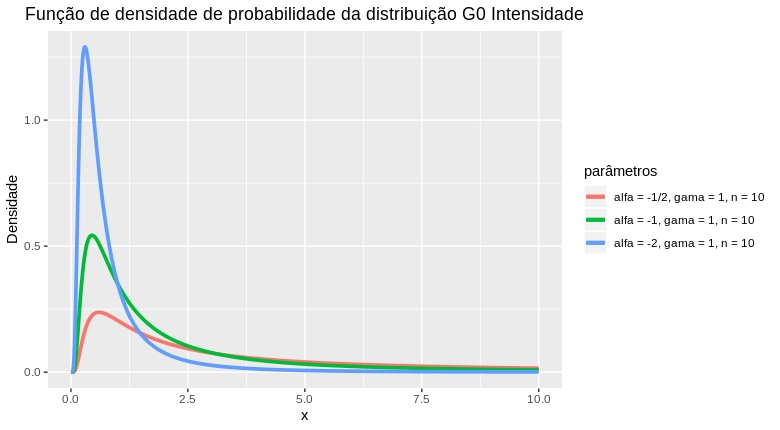 Função de densidade de probabilidade da distribuição G0 Intensidade
Densidade
1.0
0.5
0.0
0.0 2.5 5.0 7.5 10.0
x
parâmetros
alfa = -1/2, gama = 1, n = 10
alfa = -1, gama = 1, n = 10
alfa = -2, gama = 1, n = 10